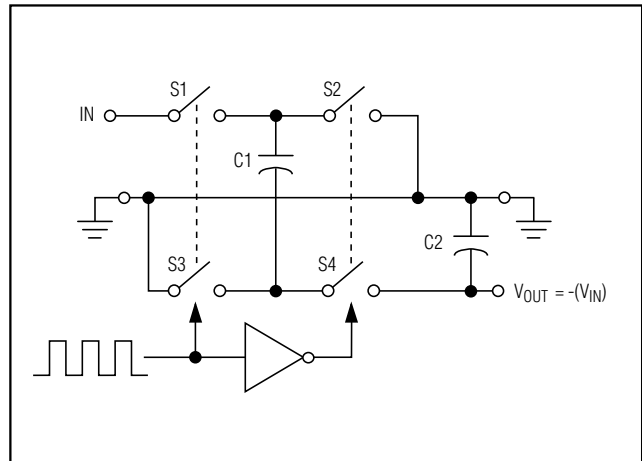 S1
S2
IN
C1
C2
S3
S4
VOUT = -(VIN)